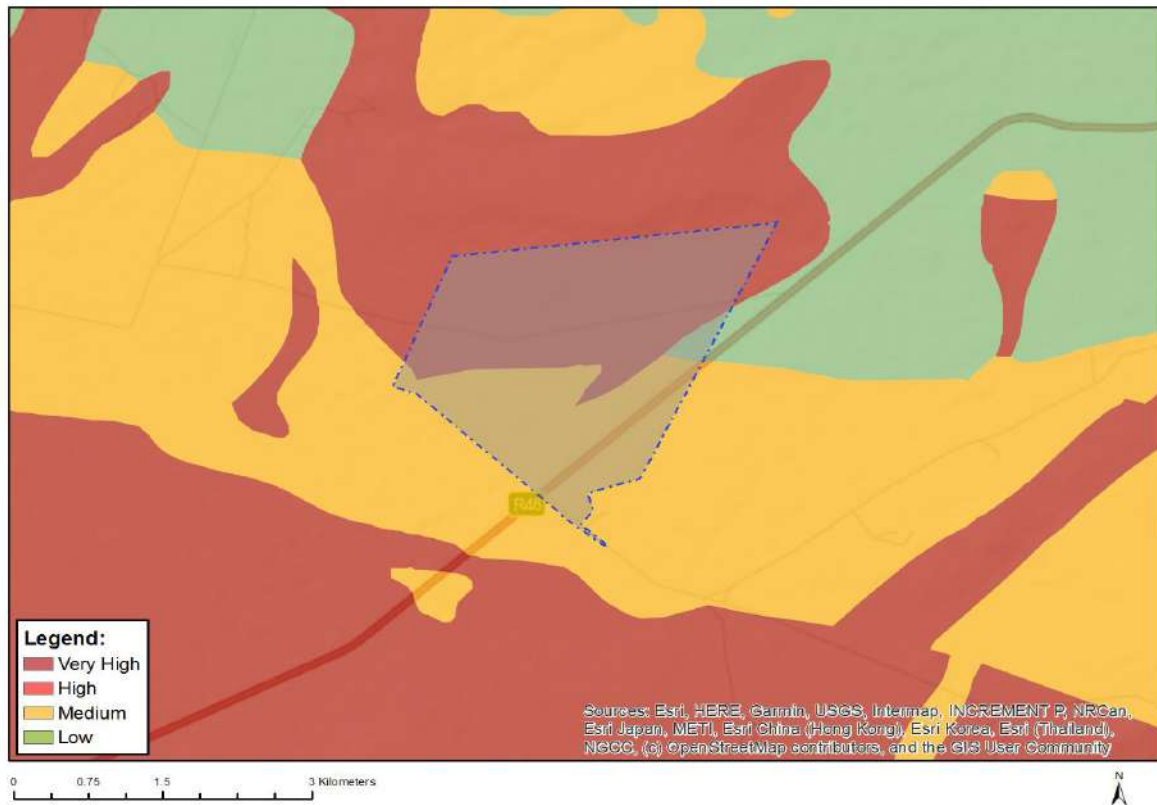 R46
Legend:
Very High
High
Medium
Low
Sources: Esri, HERE, Garmin, USGS, Intermap, INCREMENT P, NRCan,
Esri Japan, METI, Esri China (Hong Kong), Esri Korea, Esri (Thailand),
NGCC, (c) OpenStreetMap contributors, and the GIS User Community
0 0.75 1.5 3 Kilometers
N